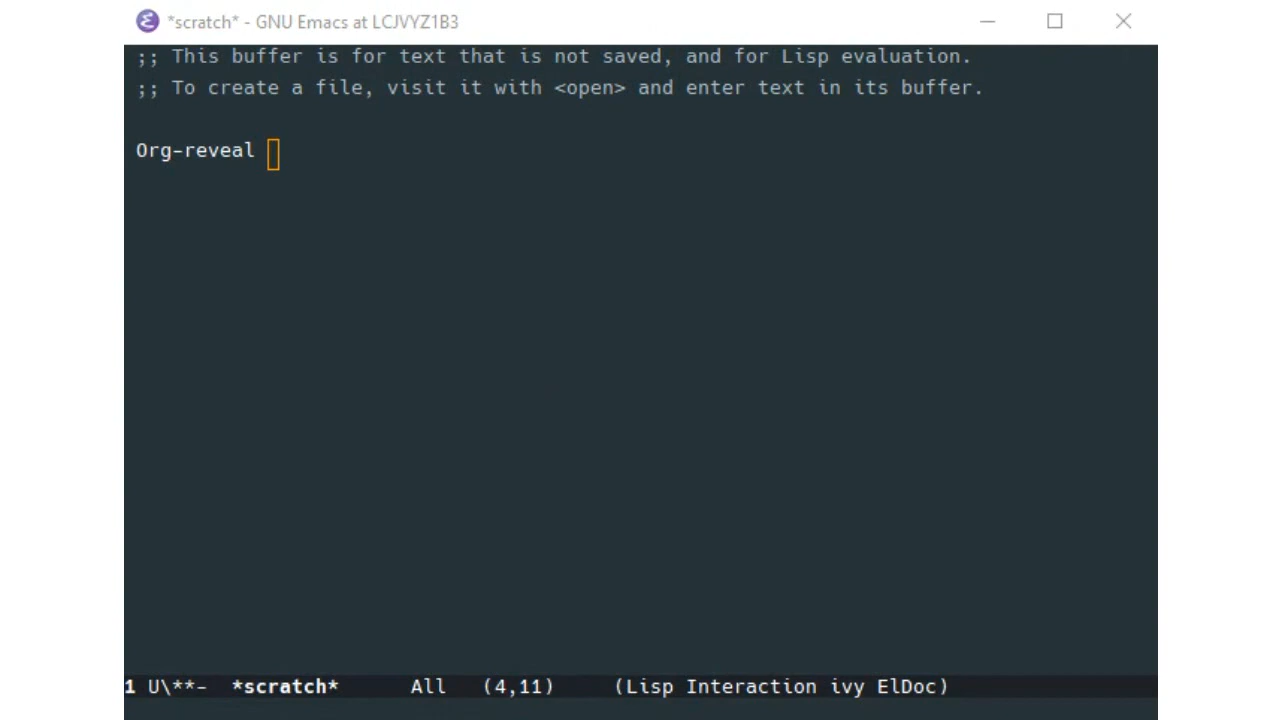 *scratch* - GNU Emacs at LCJVYZ1B3
;; This buffer is for text that is not saved, and for Lisp evaluation.
;; To create a file, visit it with <open> and enter text in its buffer.
Org-reveal
1 U\**- *scratch* All (4,11) (Lisp Interaction ivy ElDoc)